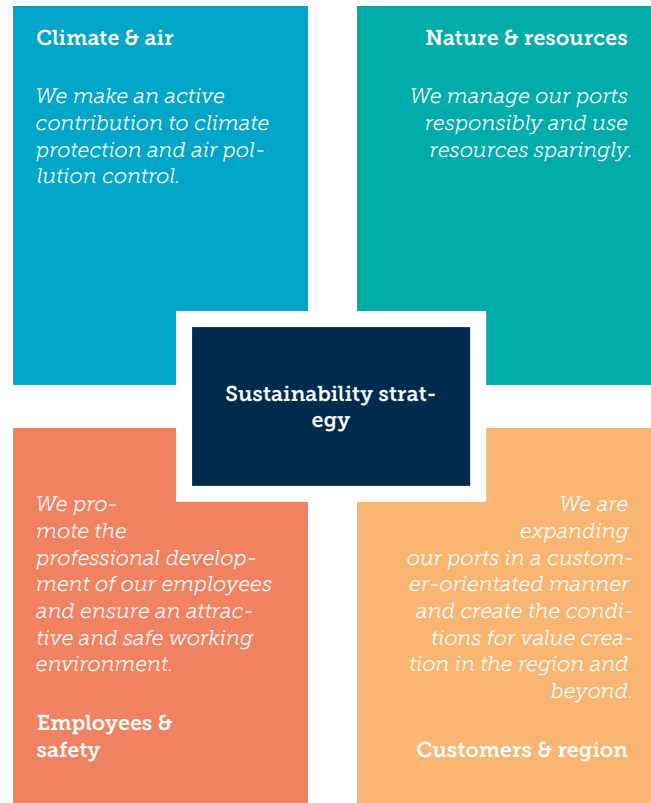 Climate & air
We make an active
contribution to climate
protection and air pol-
lution control.
Nature & resources
We manage our ports
responsibly and use
resources sparingly.
Sustainability strat-
egy
We pro-
mote the
professional develop-
ment of our employees
and ensure an attrac-
tive and safe working
environment.
Employees &
safety
We are
expanding
our ports in a custom-
er-orientated manner
and create the condi-
tions for value crea-
tion in the region and
beyond.
Customers & region